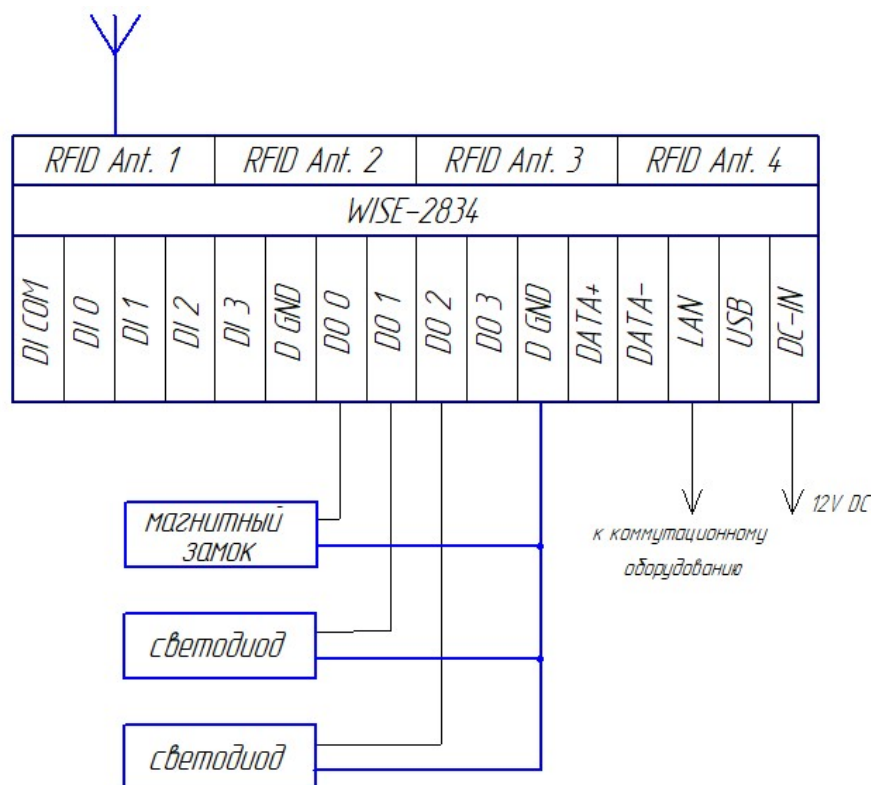 RFID Ant. 1 RFID Ant. 2 RFID Ant. 3 RFID Ant. 4
WISE-2834
DI COM
DI 0
DI 1
DI 2
DI 3
D GND
DO 0
DO 1
DO 2
DO 3
D GND
DATA+
DATA-
LAN
USB
DC-IN
12V DC
магнитный
замок
к коммутационному
оборудованию
светодиод
светодиод